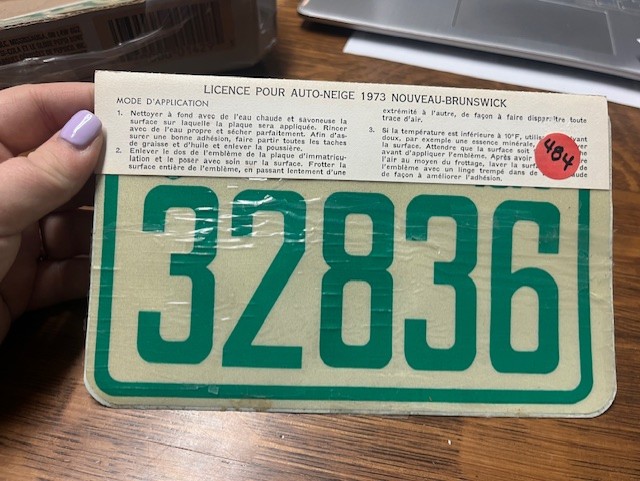 LICENCE POUR AUTO-NEIGE 1973 NOUVEAU-BRUNSWICK
MODE D'APPLICATION
1. Nettoyer à fond avec de l'eau chaude et savoneuse la
surface sur laquelle la plaque sera apliquée. Rincer
avec de l'eau propre et sécher parfaitement. Afin d'as-
surer une bonne adhésion, faire partir toutes les taches
de graisse et d'huile et enlever la poussière.
2. Enlever le dos de l'emblème de la plaque d'immatricu-
lation et le poser avec soin sur la surface. Frotter la
surface entière de l'emblème, en passant lentement d'une
extrémité à l'autre, de façon à faire disparaître toute
trace d'air.
3. Si la température est inférieure à 10°F,
doux, par exemple une essence minérale,
la surface. Attendre que la surface soit
avant d'appliquer l'emblème. Après avoir
l'air au moyen du frottage, laver la
l'emblème avec un linge trempé dans de
de façon à améliorer l'adhésion.
484
32836